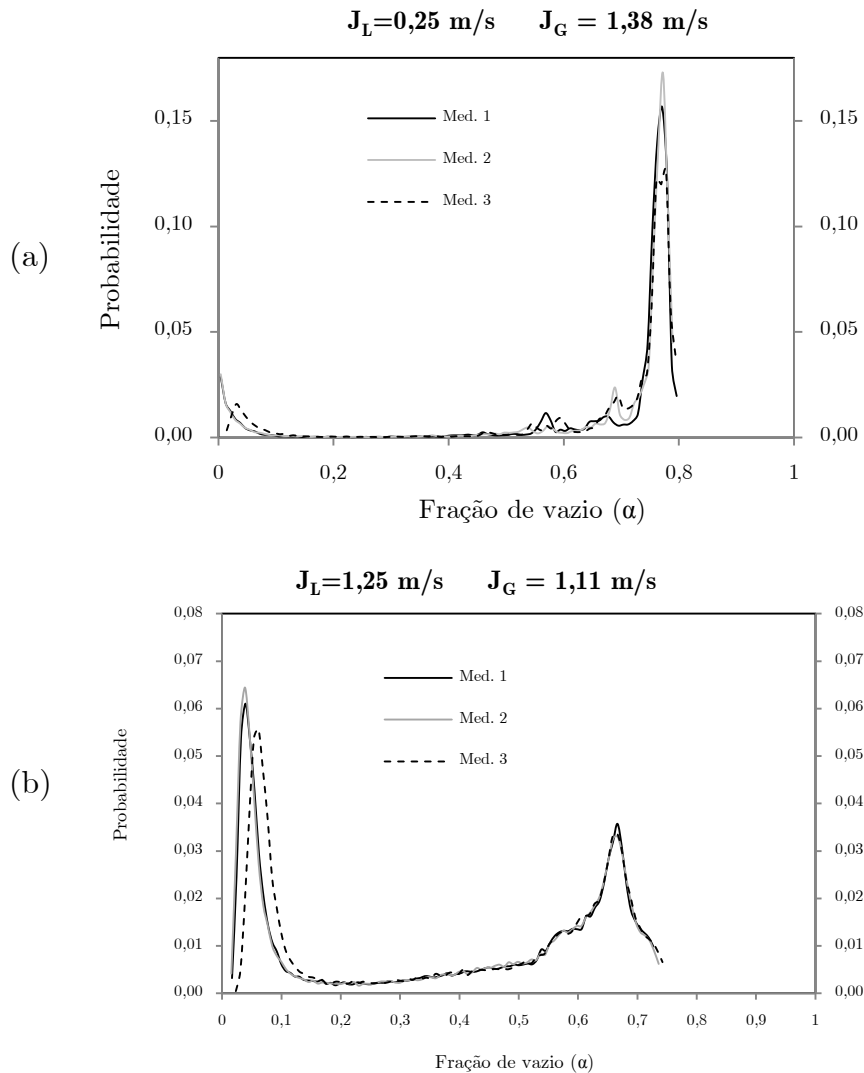 J_L=0,25 m/s J_G = 1,38 m/s
(a)
Probabilidade
0,15
0,10
0,05
0,00
Med. 1
Med. 2
Med. 3
0,15
0,10
0,05
0,00
0 0,2 0,4 0,6 0,8 1
Fração de vazio (α)
J_L=1,25 m/s J_G = 1,11 m/s
(b)
Probabilidade
0,08
0,07
0,06
0,05
0,04
0,03
0,02
0,01
0,00
Med. 1
Med. 2
Med. 3
0,08
0,07
0,06
0,05
0,04
0,03
0,02
0,01
0,00
0 0,1 0,2 0,3 0,4 0,5 0,6 0,7 0,8 0,9 1
Fração de vazio (α)